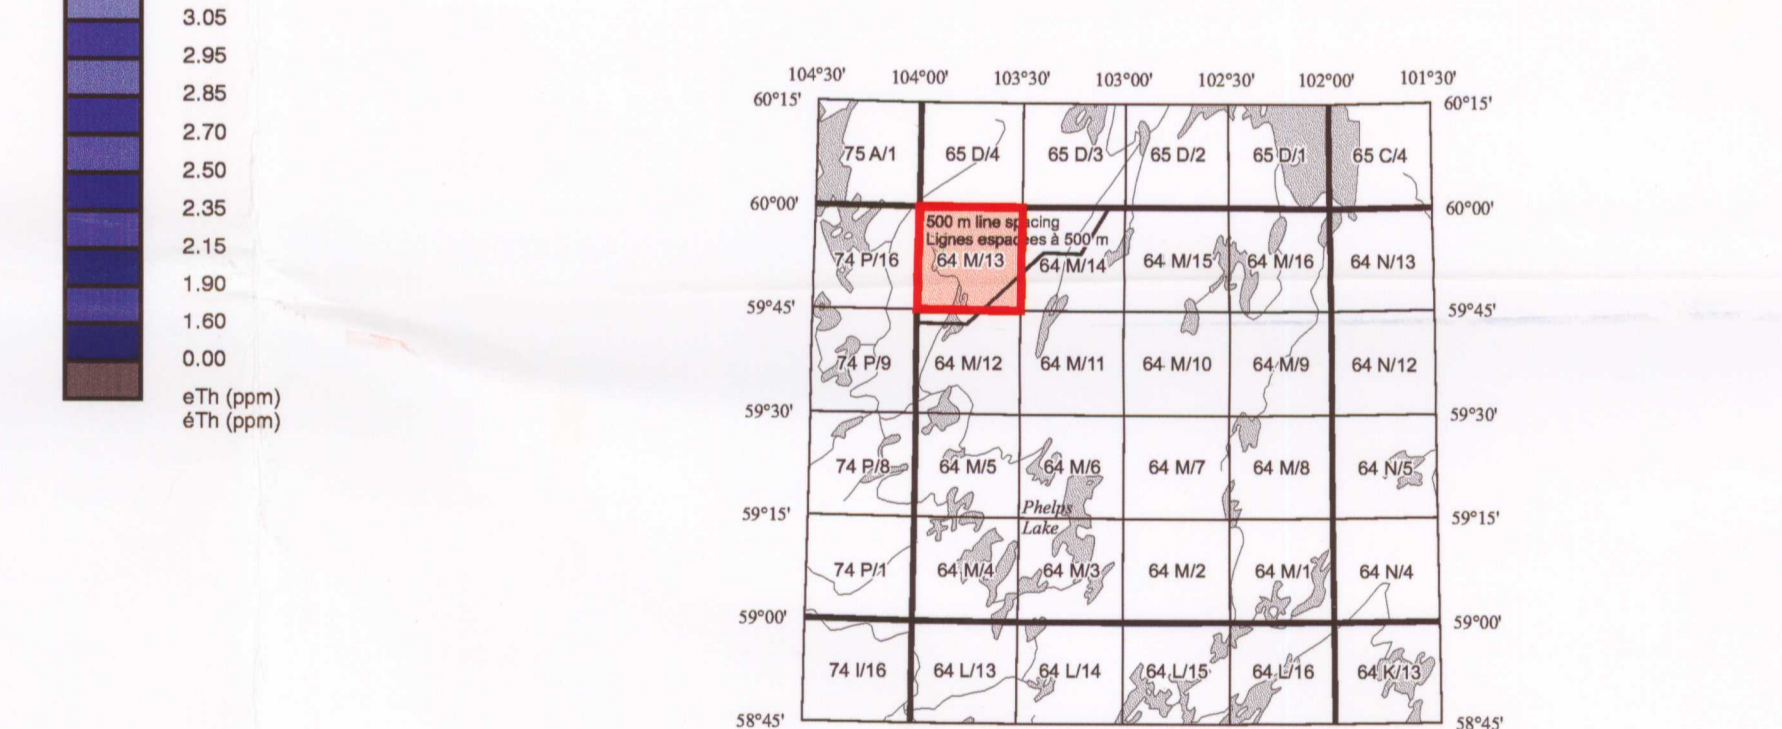 3.05
2.95
2.85
2.70
2.50
2.35
2.15
1.90
1.60
0.00
eTh (ppm)
éTh (ppm)
104°30' 104°00' 103°30' 103°00' 102°30' 102°00' 101°30'
60°15' 60°15'
75 A/1 65 D/4 65 D/3 65 D/2 65 D/1 65 C/4
60°00' 60°00'
500 m line spacing
Lignes espacées à 500 m
74 P/16 64 M/13 64 M/14 64 M/15 64 M/16 64 N/13
59°45' 59°45'
74 P/9 64 M/12 64 M/11 64 M/10 64 M/9 64 N/12
59°30' 59°30'
74 P/8 64 M/5 64 M/6 64 M/7 64 M/8 64 N/5
Phelps
59°15' 59°15'
Lake
74 P/1 64 M/4 64 M/3 64 M/2 64 M/1 64 N/4
59°00' 59°00'
74 I/16 64 L/13 64 L/14 64 L/15 64 L/16 64 K/13
58°45' 58°45'